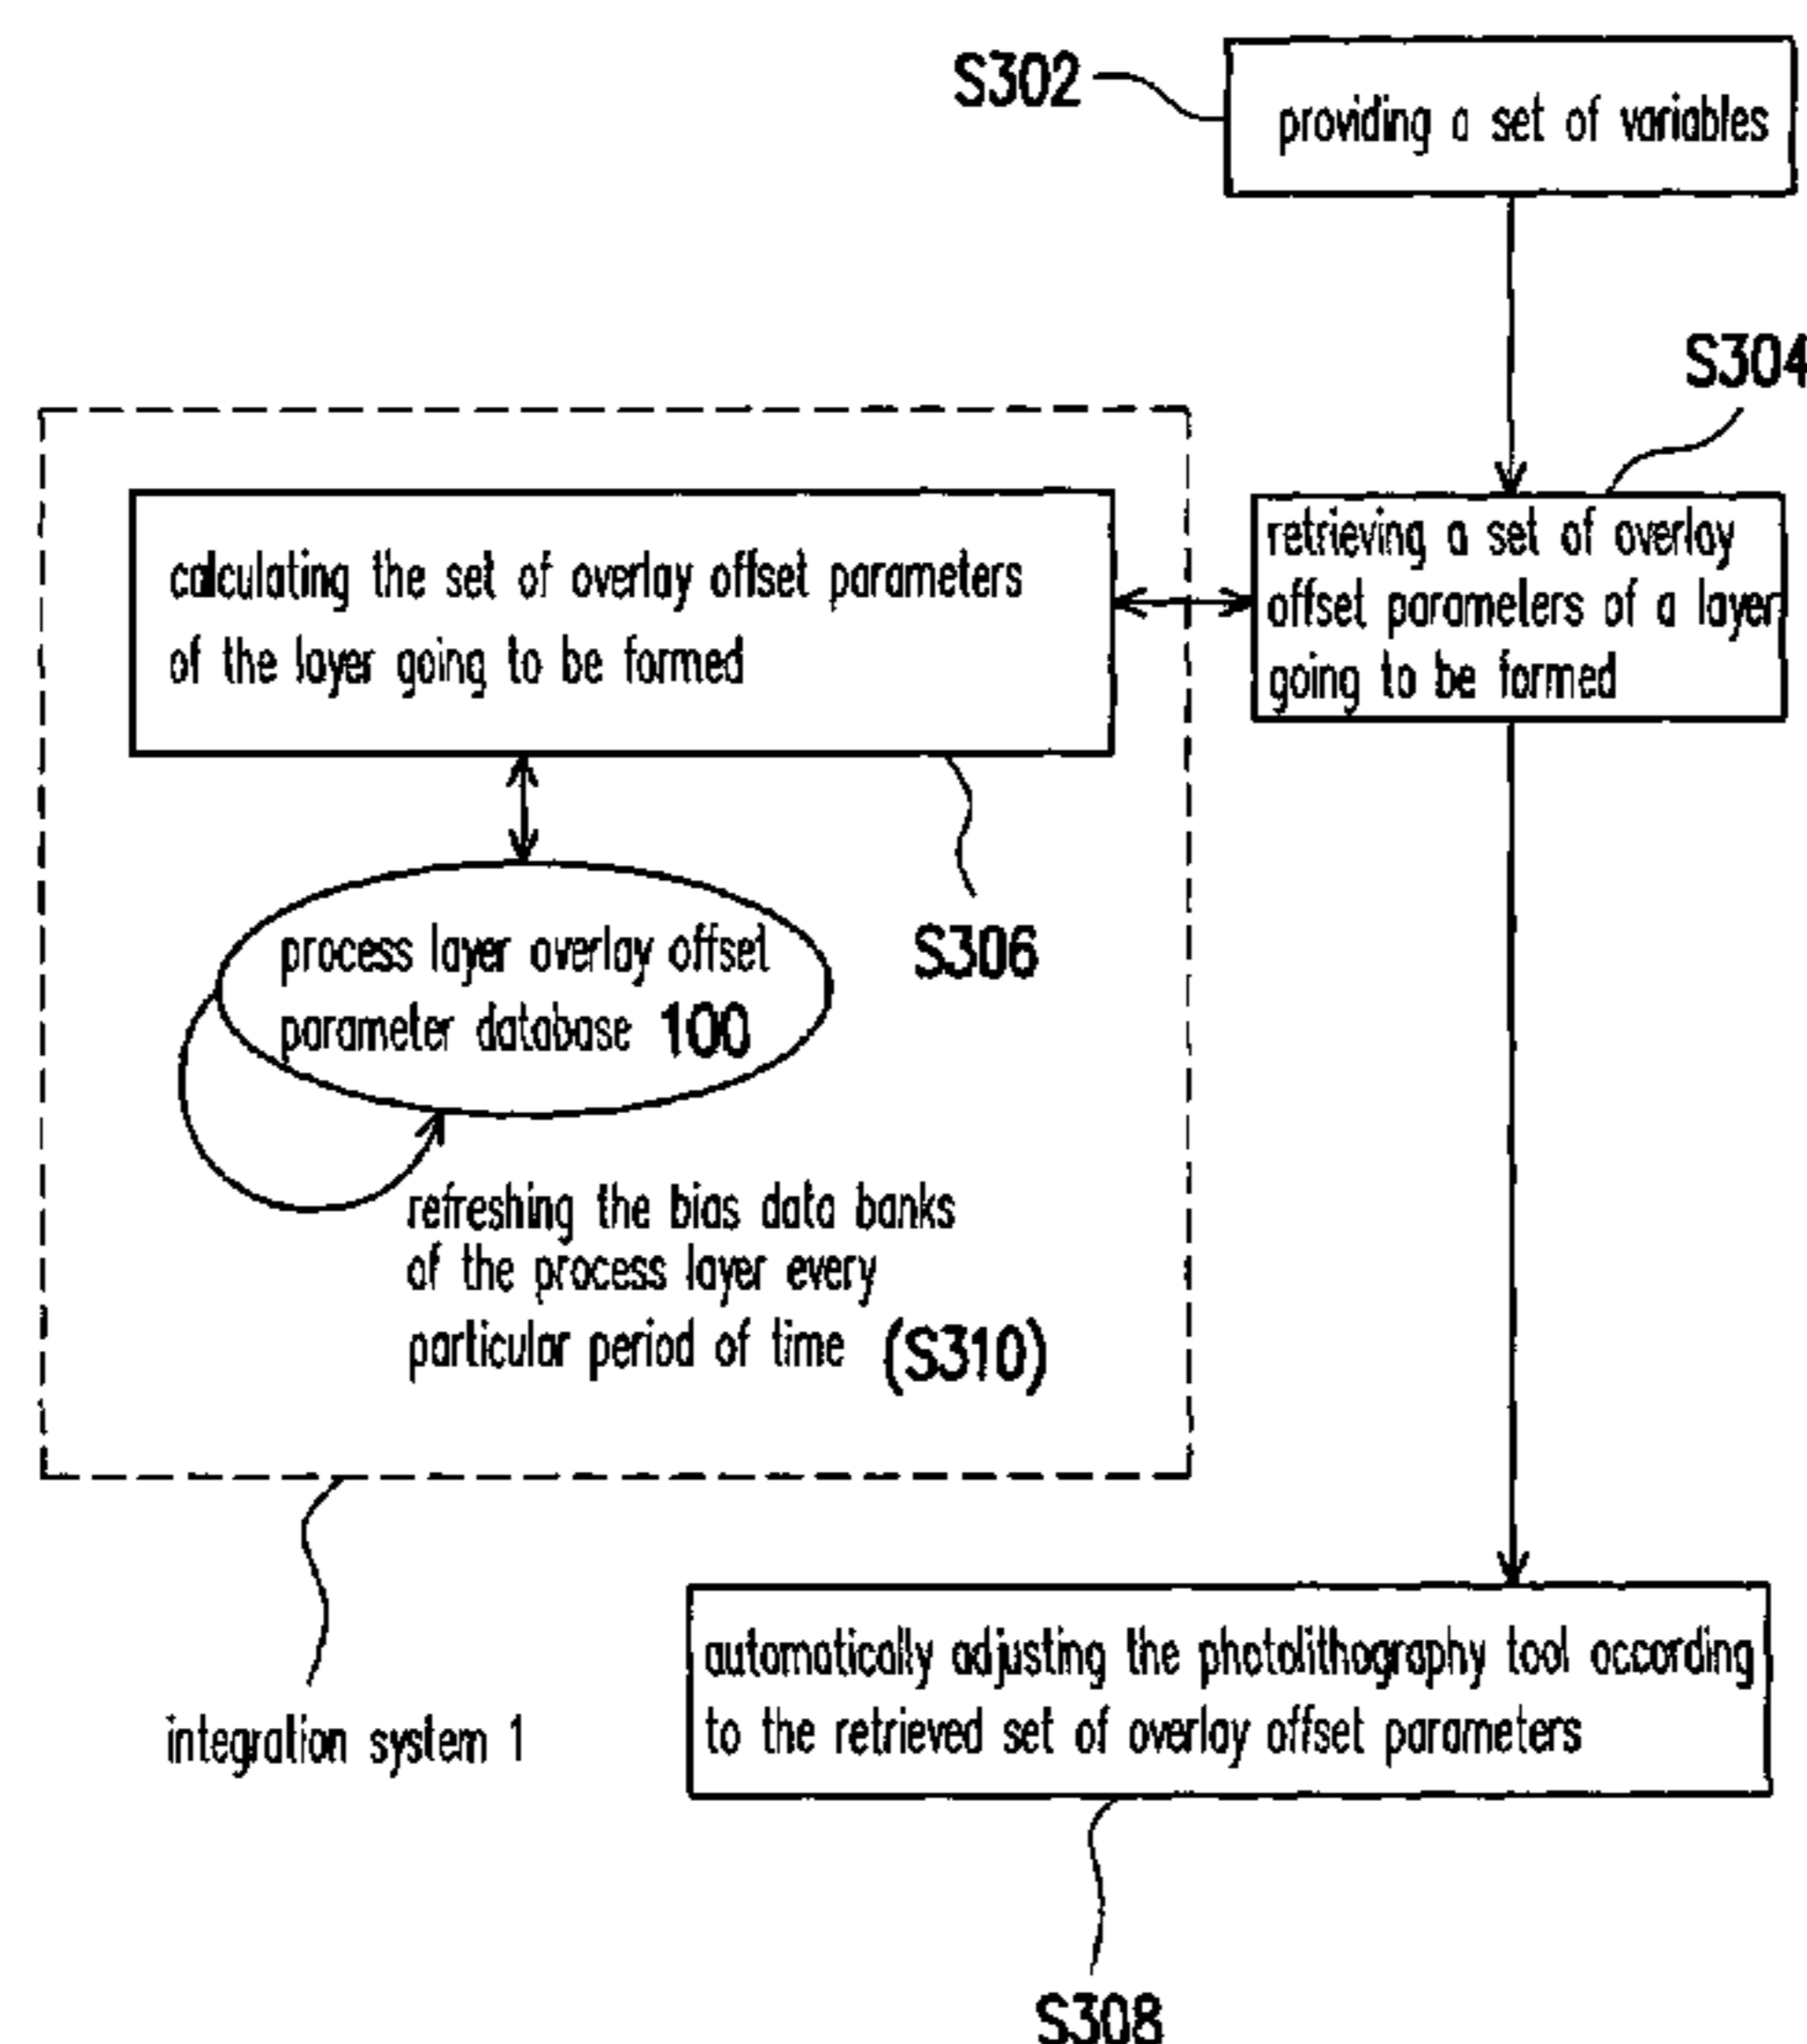 S302
providing a set of variables
S304
retrieving a set of overlay
offset parameters of a layer
going to be formed
calculating the set of overlay offset parameters
of the layer going to be formed
S306
process layer overlay offset
parameter database 100
refreshing the bias data banks
of the process layer every
particular period of time (S310)
integration system 1
automatically adjusting the photolithography tool according
to the retrieved set of overlay offset parameters
S308